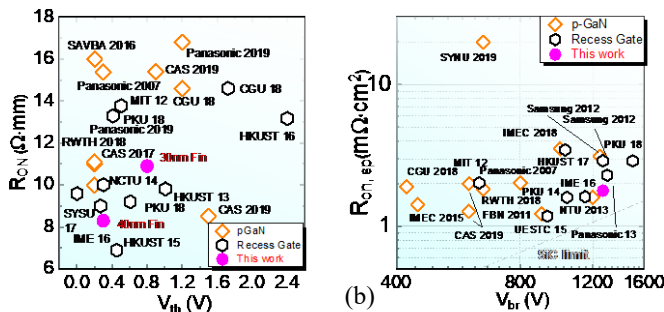 18
16
14
12
10
8
6
R_ON (Ω·mm)
SAVBA 2016
Panasonic 2019
Panasonic 2007
CAS 2019
MIT 12
CGU 18
CGU 18
PKU 18
HKUST 16
Panasonic 2019
RWTH 2018
CAS 2017
30nm Fin
NCTU 14
HKUST 13
SYSU
17
PKU 18
40nm Fin
CAS 2019
IME 16
HKUST 15
pGaN
Recess Gate
This work
0.0 0.4 0.8 1.2 1.6 2.0 2.4
V_th (V)
(b)
R_ON, sp (mΩ·cm²)
10
1
p-GaN
Recess Gate
This work
SYNU 2019
Samsung 2012
Samsung 2012
IMEC 2018
PKU 18
HKUST 17
MIT 12
CGU 2018
Panasonic 2007
PKU 14
IME 16
RWTH 2018
IMEC 2015
FBN 2011
NTU 2013
CAS 2019
UESTC 15
Panasonic 13
SiC limit
400 800 1200 1600
V_br (V)